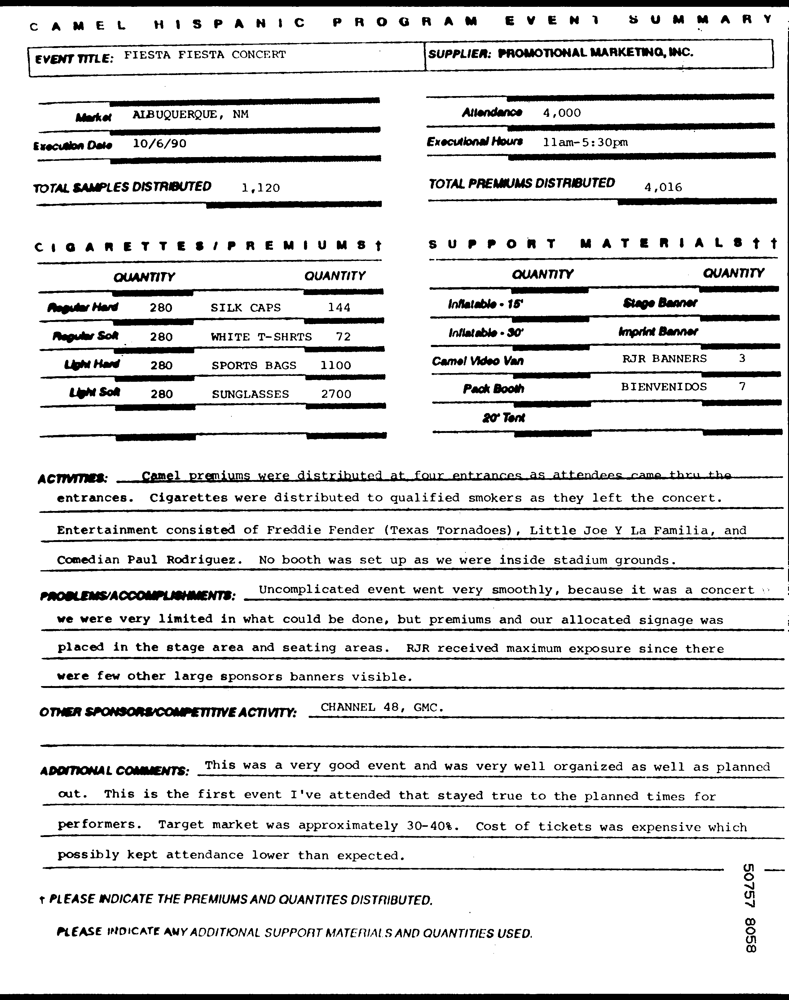 CAMEL HISPANIC PROGRAM EVENT SUMMARY
EVENT TITLE: FIESTA FIESTA CONCERT
SUPPLIER: PROMOTIONAL MARKETING, INC.
Market ALBUQUERQUE, NM
Attendance 4,000
Execution Date 10/6/90
Executional Hours 11am-5:30pm
TOTAL SAMPLES DISTRIBUTED 1,120
TOTAL PREMIUMS DISTRIBUTED 4,016
CIGARETTES/PREMIUMS†
SUPPORT MATERIALS††
QUANTITY QUANTITY
QUANTITY QUANTITY
Regular Hard 280 SILK CAPS 144
Inflatable - 15' Stage Banner
Regular Soft 280 WHITE T-SHRTS 72
Inflatable - 30' Imprint Banner
Light Hard 280 SPORTS BAGS 1100
Camel Video Van RJR BANNERS 3
Light Soft 280 SUNGLASSES 2700
Pack Booth BIENVENIDOS 7
20' Tent
ACTIVITIES: Camel premiums were distributed at four entrances as attendees came thru the
entrances. Cigarettes were distributed to qualified smokers as they left the concert.
Entertainment consisted of Freddie Fender (Texas Tornadoes), Little Joe Y La Familia, and
Comedian Paul Rodriguez. No booth was set up as we were inside stadium grounds.
PROBLEMS/ACCOMPLISHMENTS: Uncomplicated event went very smoothly, because it was a concert
we were very limited in what could be done, but premiums and our allocated signage was
placed in the stage area and seating areas. RJR received maximum exposure since there
were few other large sponsors banners visible.
OTHER SPONSORS/COMPETITIVE ACTIVITY: CHANNEL 48, GMC.
ADDITIONAL COMMENTS: This was a very good event and was very well organized as well as planned
out. This is the first event I've attended that stayed true to the planned times for
performers. Target market was approximately 30-40%. Cost of tickets was expensive which
possibly kept attendance lower than expected.
† PLEASE INDICATE THE PREMIUMS AND QUANTITES DISTRIBUTED.
PLEASE INDICATE ANY ADDITIONAL SUPPORT MATERIALS AND QUANTITIES USED.
50757 8058